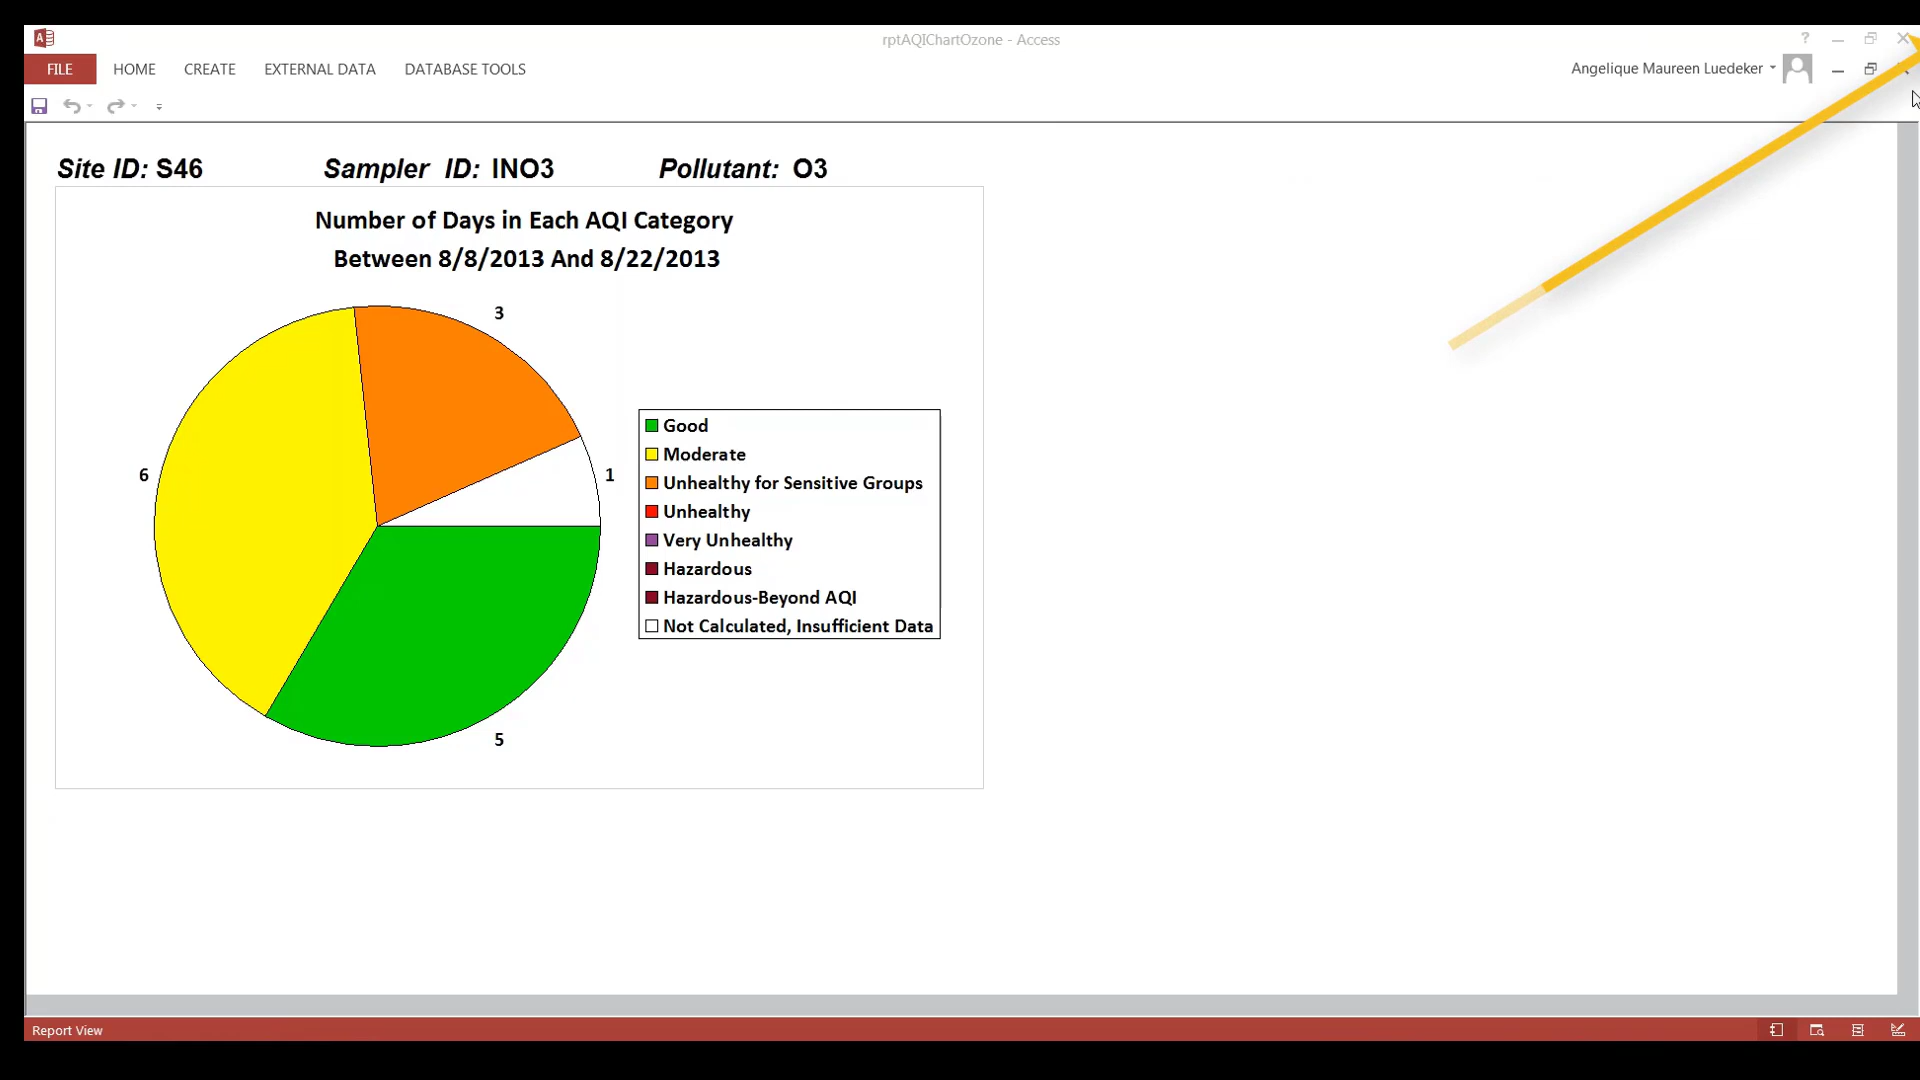 rptAQIChartOzone - Access
?
FILE HOME CREATE EXTERNAL DATA DATABASE TOOLS
Angelique Maureen Luedeker
Site ID: S46 Sampler ID: INO3 Pollutant: O3
Number of Days in Each AQI Category
Between 8/8/2013 And 8/22/2013
3
6
1
5
Good
Moderate
Unhealthy for Sensitive Groups
Unhealthy
Very Unhealthy
Hazardous
Hazardous-Beyond AQI
Not Calculated, Insufficient Data
Report View